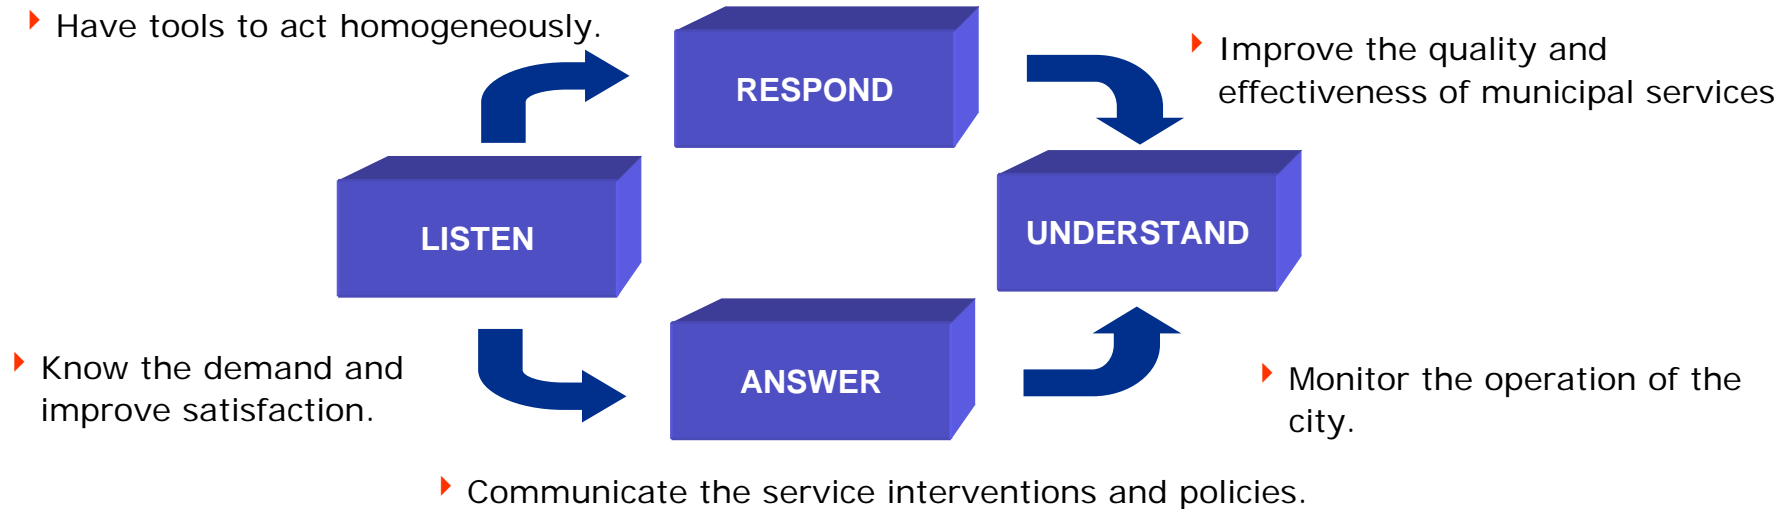 Have tools to act homogeneously.
RESPOND
Improve the quality and
effectiveness of municipal services
LISTEN
UNDERSTAND
Know the demand and
improve satisfaction.
ANSWER
Monitor the operation of the
city.
Communicate the service interventions and policies.